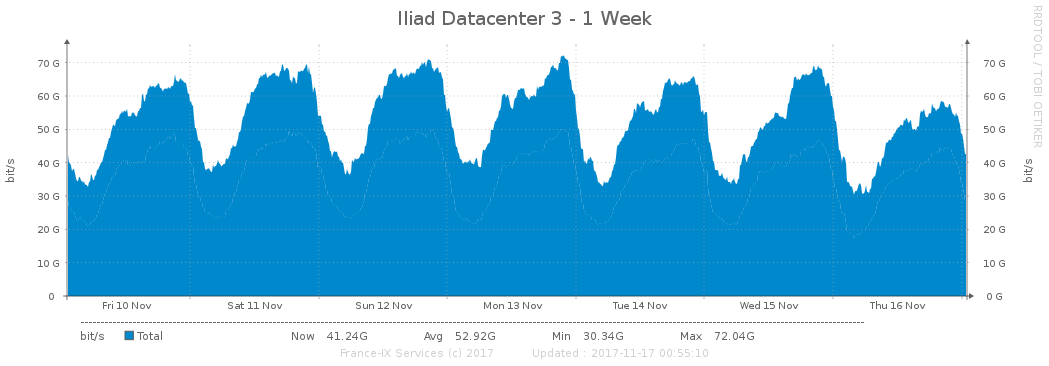 Iliad Datacenter 3 - 1 Week
RRDTOOL / TOBI OETIKER
bit/s
bit/s
70 G
60 G
50 G
40 G
30 G
20 G
10 G
0
70 G
60 G
50 G
40 G
30 G
20 G
10 G
0 G
Fri 10 Nov Sat 11 Nov Sun 12 Nov Mon 13 Nov Tue 14 Nov Wed 15 Nov Thu 16 Nov
bit/s Total Now 41.24G Avg 52.92G Min 30.34G Max 72.04G
France-IX Services (c) 2017 Updated : 2017-11-17 00:55:10